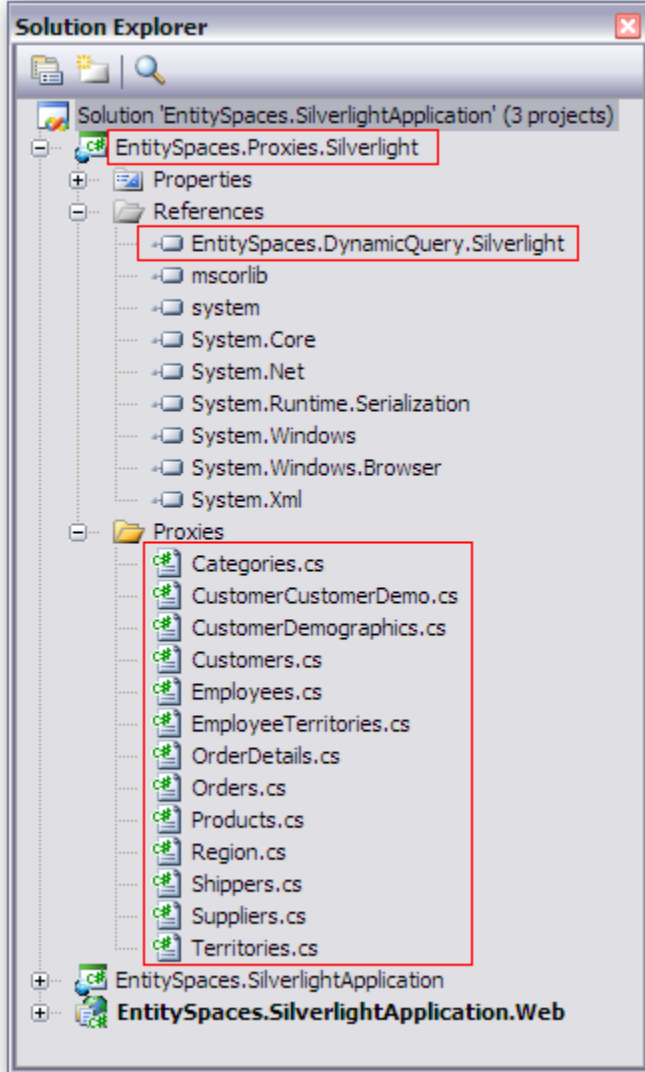 Solution Explorer
Solution 'EntitySpaces.SilverlightApplication' (3 projects)
EntitySpaces.Proxies.Silverlight
Properties
References
EntitySpaces.DynamicQuery.Silverlight
mscorlib
system
System.Core
System.Net
System.Runtime.Serialization
System.Windows
System.Windows.Browser
System.Xml
Proxies
Categories.cs
CustomerCustomerDemo.cs
CustomerDemographics.cs
Customers.cs
Employees.cs
EmployeeTerritories.cs
OrderDetails.cs
Orders.cs
Products.cs
Region.cs
Shippers.cs
Suppliers.cs
Territories.cs
EntitySpaces.SilverlightApplication
EntitySpaces.SilverlightApplication.Web